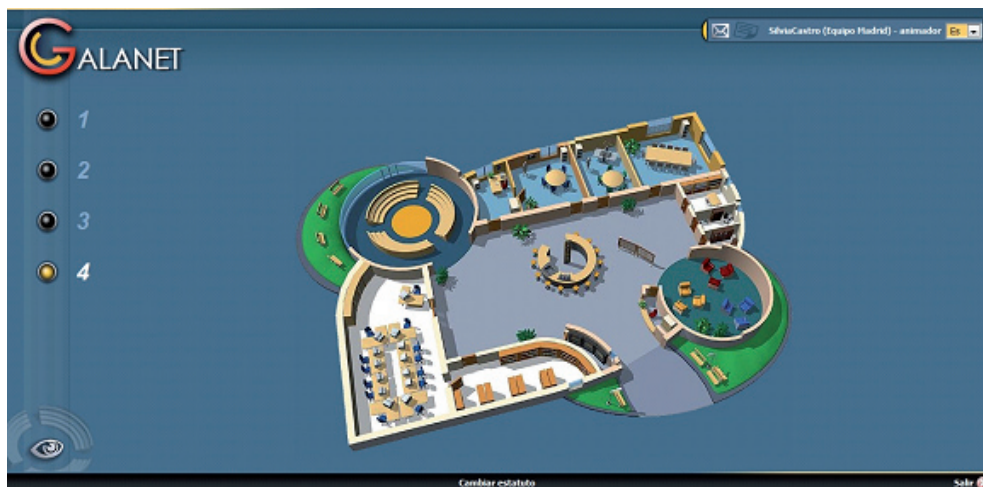 GALANET
SilviaCastro (Equipo Madrid) - animador Es
1
2
3
4
Cambiar estatuto
Salir